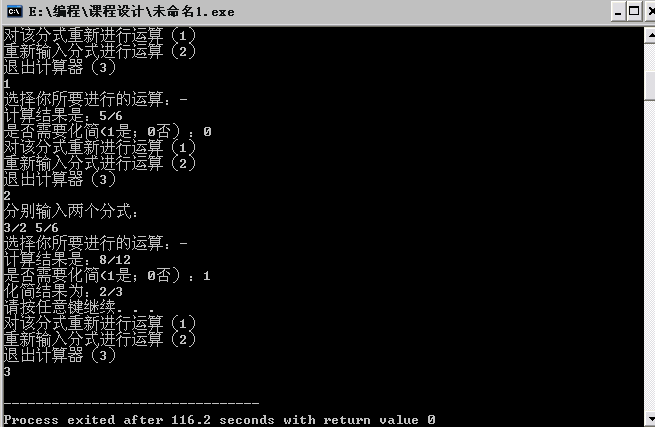 E:\编程\课程设计\未命名1.exe
对该分式重新进行运算（1）
重新输入分式进行运算（2）
退出计算器（3）
1
选择你所要进行的运算：-
计算结果是：5/6
是否需要化简(1是；0否）：0
对该分式重新进行运算（1）
重新输入分式进行运算（2）
退出计算器（3）
2
分别输入两个分式：
3/2 5/6
选择你所要进行的运算：-
计算结果是：8/12
是否需要化简(1是；0否）：1
化简结果为：2/3
请按任意键继续. . .
对该分式重新进行运算（1）
重新输入分式进行运算（2）
退出计算器（3）
3
--------------------------------
Process exited after 116.2 seconds with return value 0